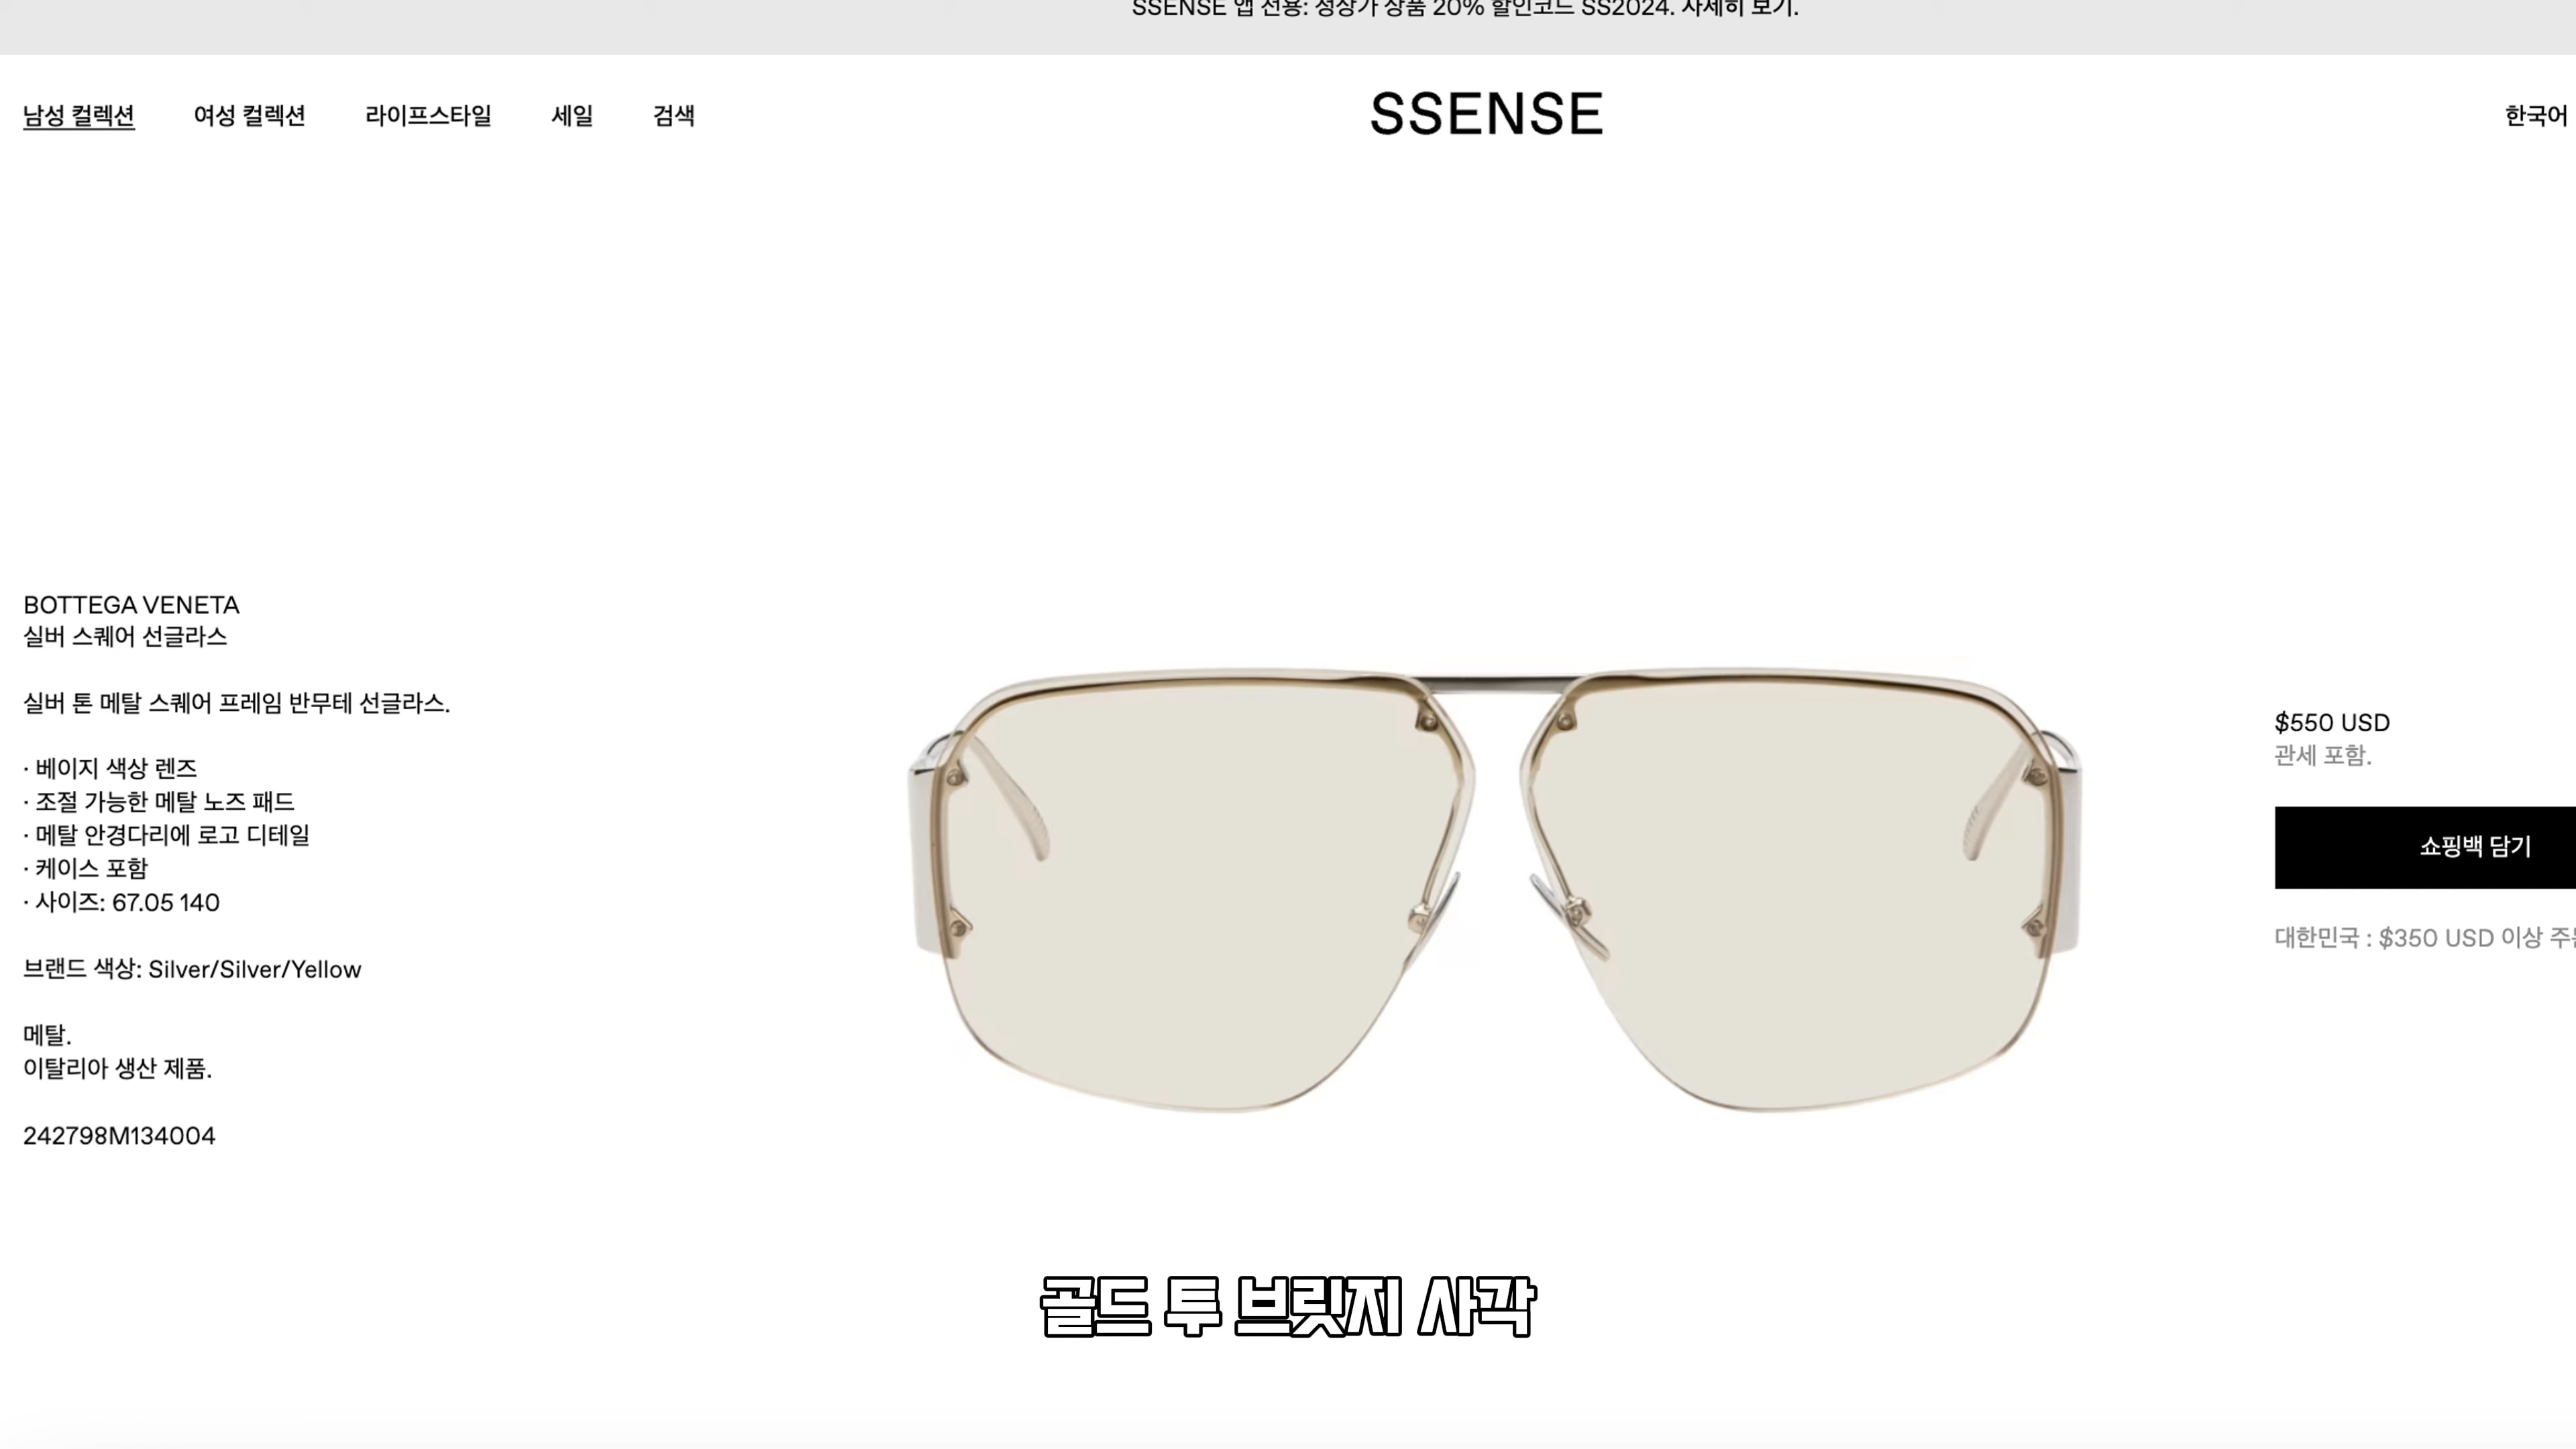 SSENSE 앱 전용: 정상가 상품 20% 할인코드 SS2024. 자세히 보기.
남성 컬렉션 여성 컬렉션 라이프스타일 세일 검색 SSENSE 한국어
BOTTEGA VENETA
실버 스퀘어 선글라스
실버 톤 메탈 스퀘어 프레임 반무테 선글라스.
· 베이지 색상 렌즈
· 조절 가능한 메탈 노즈 패드
· 메탈 안경다리에 로고 디테일
· 케이스 포함
· 사이즈: 67.05 140
브랜드 색상: Silver/Silver/Yellow
메탈.
이탈리아 생산 제품.
242798M134004
$550 USD
관세 포함.
쇼핑백 담기
대한민국 : $350 USD 이상
골드 투 브릿지 사각